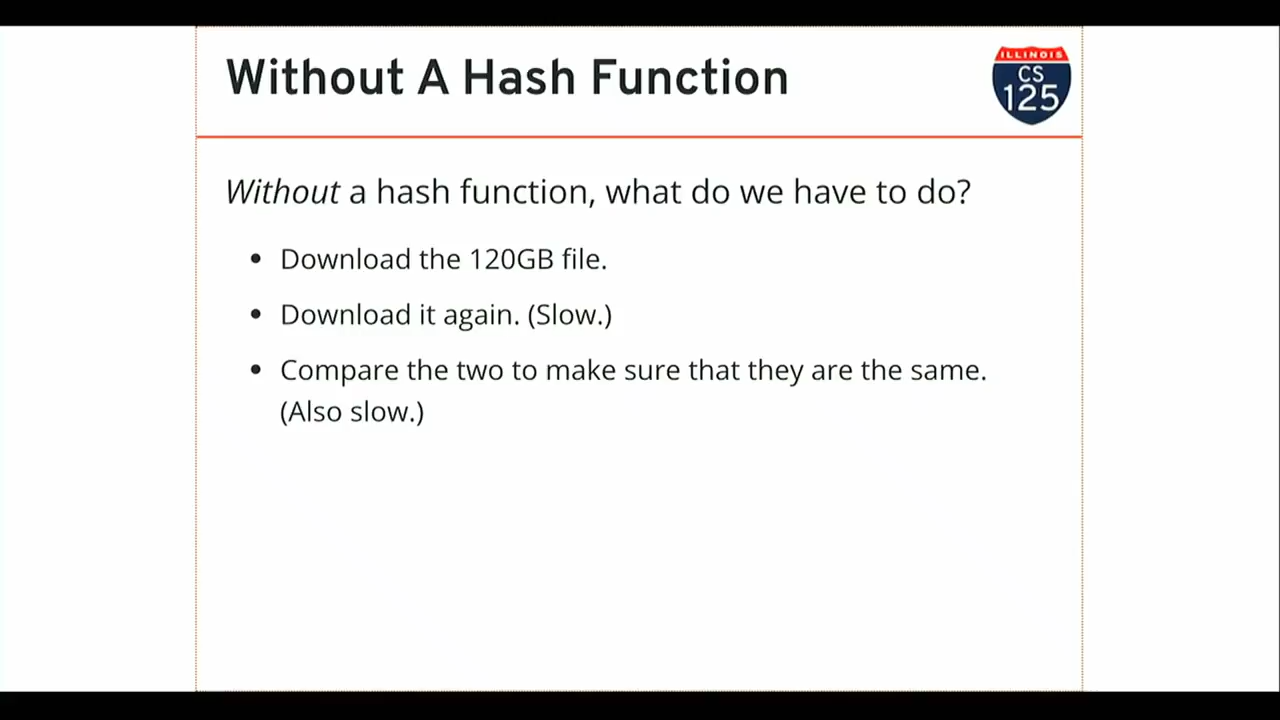 Without A Hash Function
ILLINOIS
CS
125
Without a hash function, what do we have to do?
• Download the 120GB file.
• Download it again. (Slow.)
• Compare the two to make sure that they are the same.
(Also slow.)